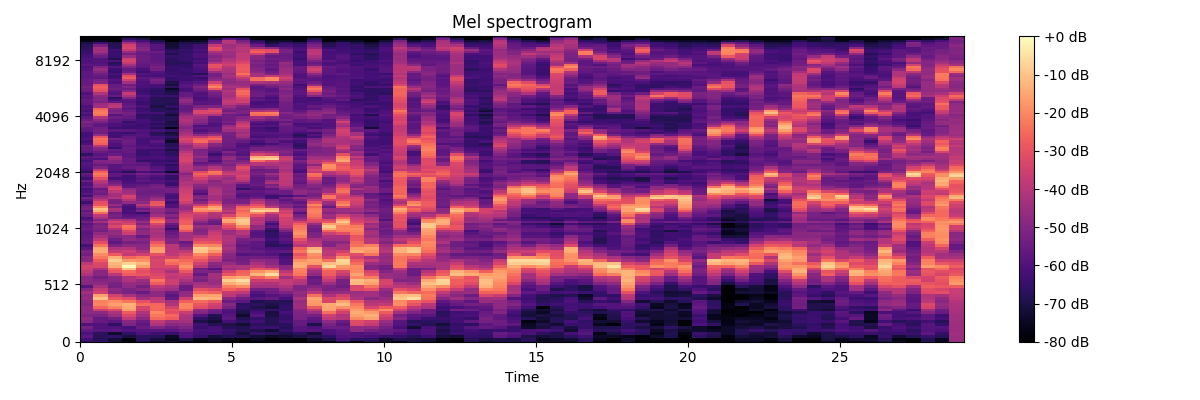 Mel spectrogram
Hz
8192
4096
2048
1024
512
0
0 5 10 15 20 25
Time
+0 dB
-10 dB
-20 dB
-30 dB
-40 dB
-50 dB
-60 dB
-70 dB
-80 dB